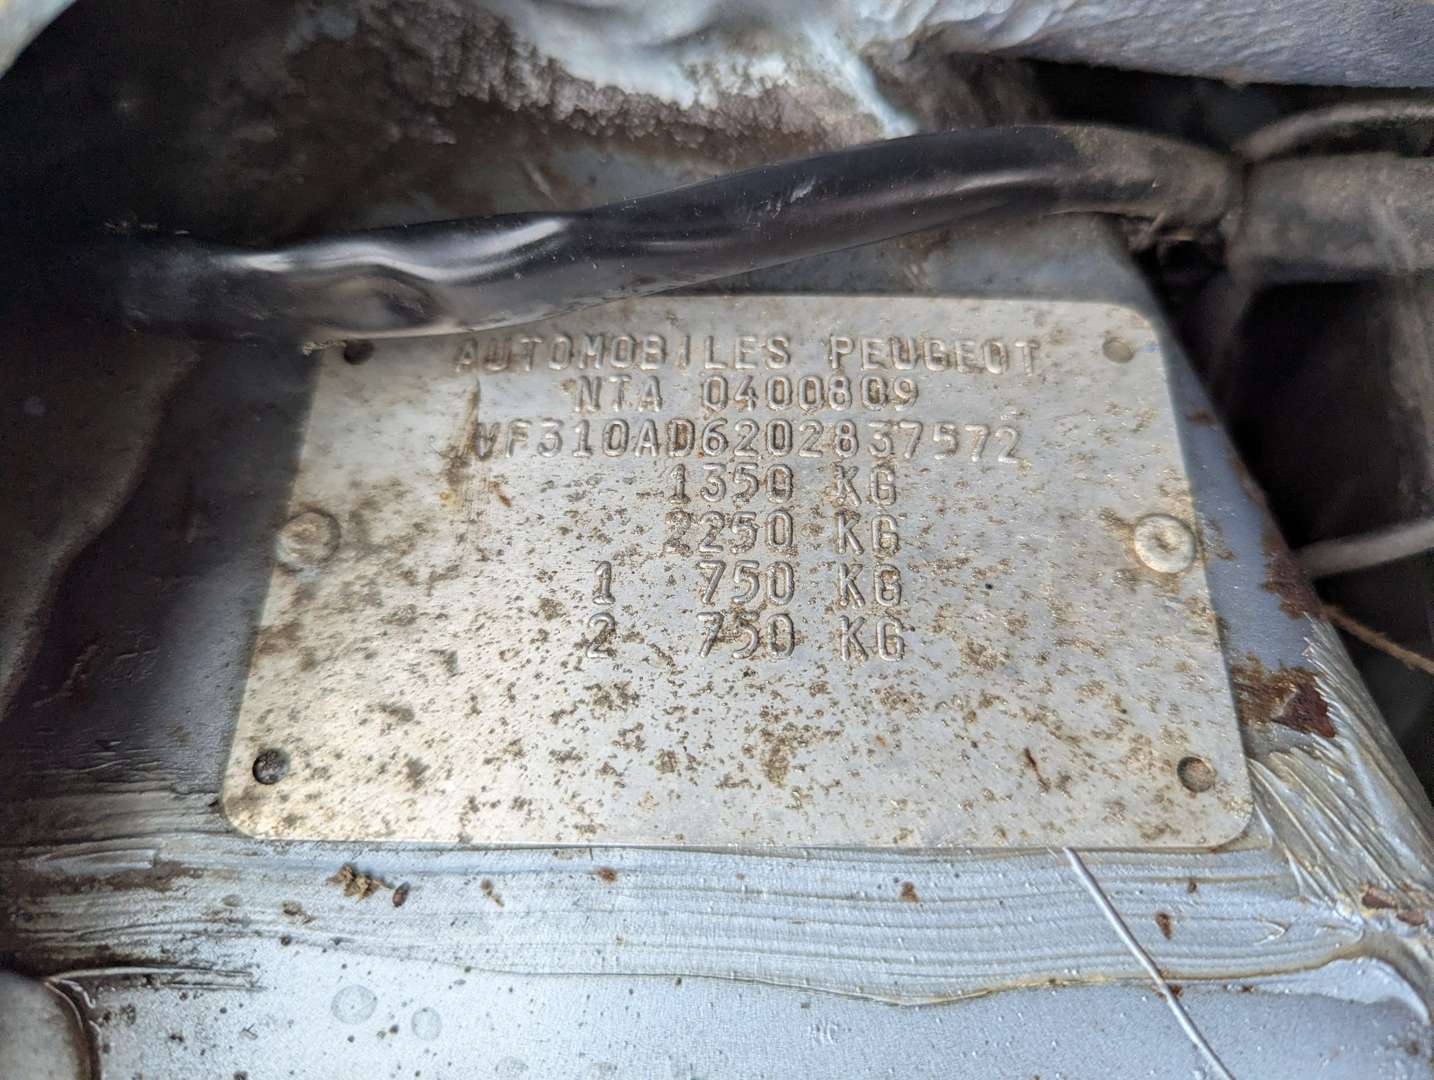 AUTOMOBILES PEUGEOT
NTA 0400809
VF310AD6202837572
1350 KG
2250 KG
1 750 KG
2 750 KG